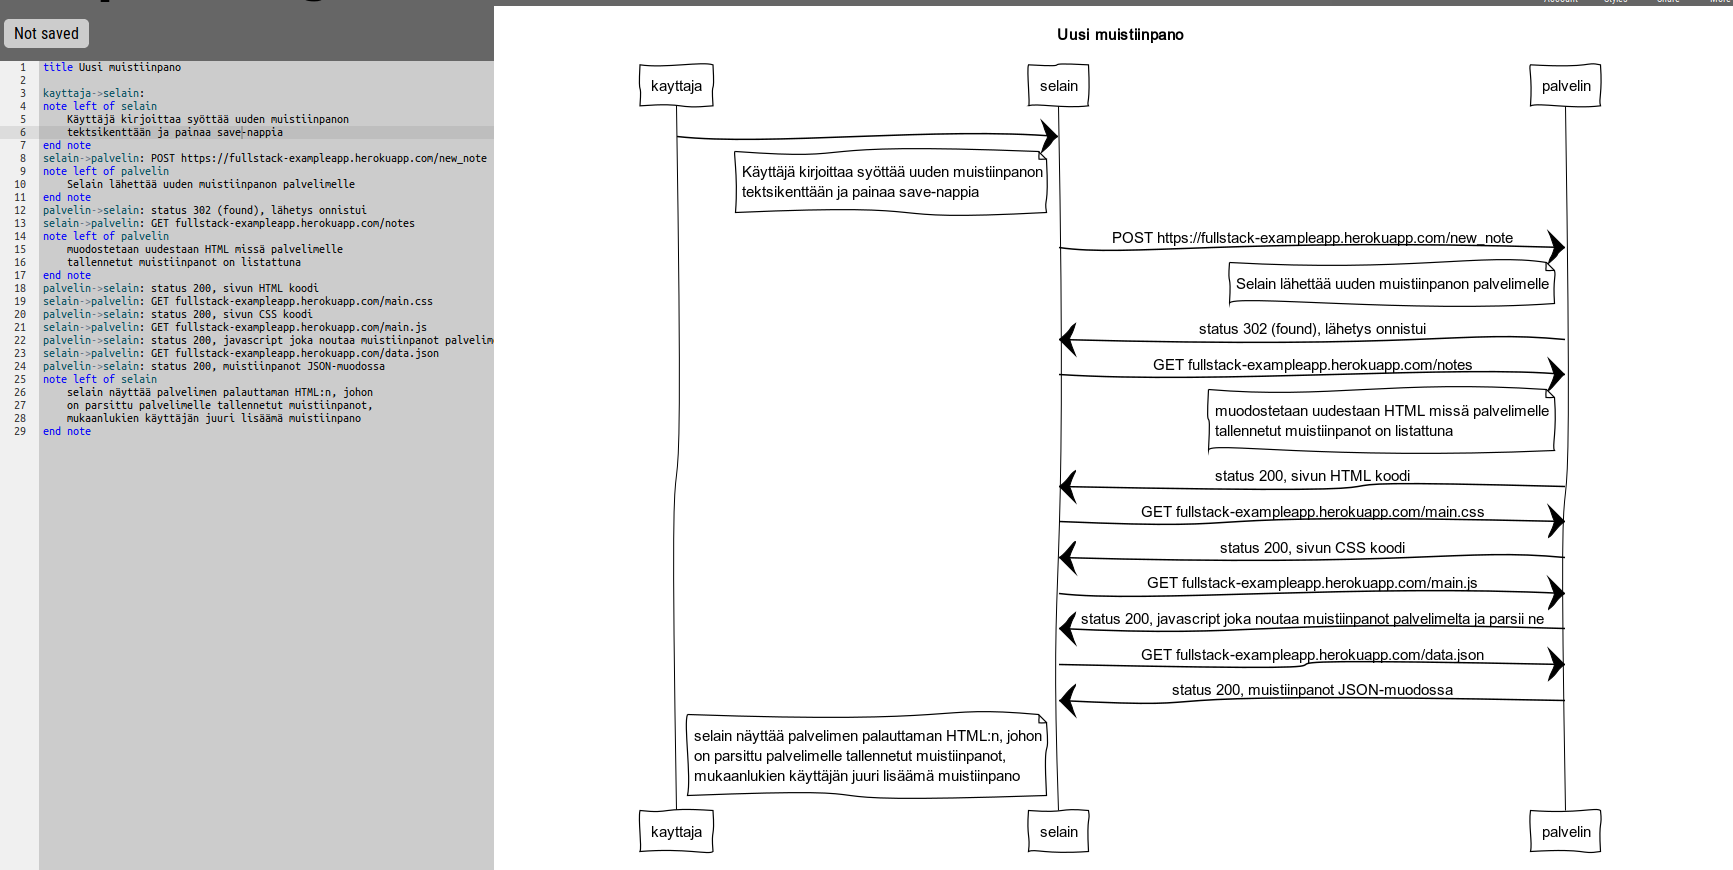 Not saved
1 title Uusi muistiinpano
2
3 kayttaja->selain:
4 note left of selain
5 Käyttäjä kirjoittaa syöttää uuden muistiinpanon
6 tektsikenttään ja painaa save-nappia
7 end note
8 selain->palvelin: POST https://fullstack-exampleapp.herokuapp.com/new_note
9 note left of palvelin
10 Selain lähettää uuden muistiinpanon palvelimelle
11 end note
12 palvelin->selain: status 302 (found), lähetys onnistui
13 selain->palvelin: GET fullstack-exampleapp.herokuapp.com/notes
14 note left of palvelin
15 muodostetaan uudestaan HTML missä palvelimelle
16 tallennetut muistiinpanot on listattuna
17 end note
18 palvelin->selain: status 200, sivun HTML koodi
19 selain->palvelin: GET fullstack-exampleapp.herokuapp.com/main.css
20 palvelin->selain: status 200, sivun CSS koodi
21 selain->palvelin: GET fullstack-exampleapp.herokuapp.com/main.js
22 palvelin->selain: status 200, javascript joka noutaa muistiinpanot palvelim
23 selain->palvelin: GET fullstack-exampleapp.herokuapp.com/data.json
24 palvelin->selain: status 200, muistiinpanot JSON-muodossa
25 note left of selain
26 selain näyttää palvelimen palauttaman HTML:n, johon
27 on parsittu palvelimelle tallennetut muistiinpanot,
28 mukaanlukien käyttäjän juuri lisäämä muistiinpano
29 end note
Uusi muistiinpano
kayttaja selain palvelin
Käyttäjä kirjoittaa syöttää uuden muistiinpanon
tektsikenttään ja painaa save-nappia
POST https://fullstack-exampleapp.herokuapp.com/new_note
Selain lähettää uuden muistiinpanon palvelimelle
status 302 (found), lähetys onnistui
GET fullstack-exampleapp.herokuapp.com/notes
muodostetaan uudestaan HTML missä palvelimelle
tallennetut muistiinpanot on listattuna
status 200, sivun HTML koodi
GET fullstack-exampleapp.herokuapp.com/main.css
status 200, sivun CSS koodi
GET fullstack-exampleapp.herokuapp.com/main.js
status 200, javascript joka noutaa muistiinpanot palvelimelta ja parsii ne
GET fullstack-exampleapp.herokuapp.com/data.json
status 200, muistiinpanot JSON-muodossa
selain näyttää palvelimen palauttaman HTML:n, johon
on parsittu palvelimelle tallennetut muistiinpanot,
mukaanlukien käyttäjän juuri lisäämä muistiinpano
kayttaja selain palvelin